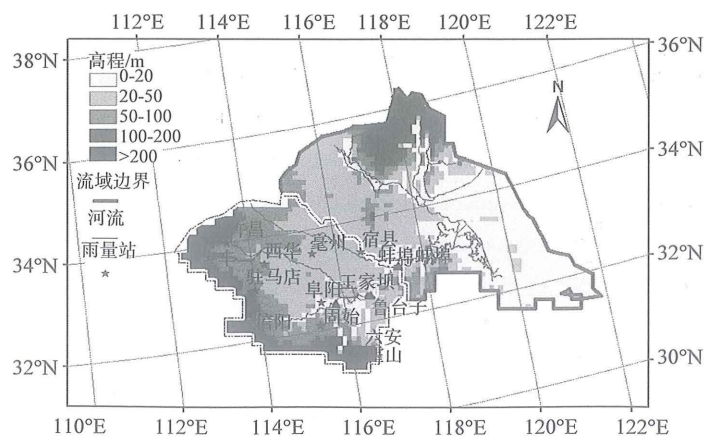 112°E 114°E 116°E 118°E 120°E 122°E
38°N
36°N
34°N
32°N
36°N
34°N
32°N
30°N
高程/m
0-20
20-50
50-100
100-200
>200
流域边界
河流
雨量站
N
西华
亳州
宿县
蚌埠
驻马店
阜阳
王家坝
鲁台子
信阳
固始
六安
110°E 112°E 114°E 116°E 118°E 120°E 122°E